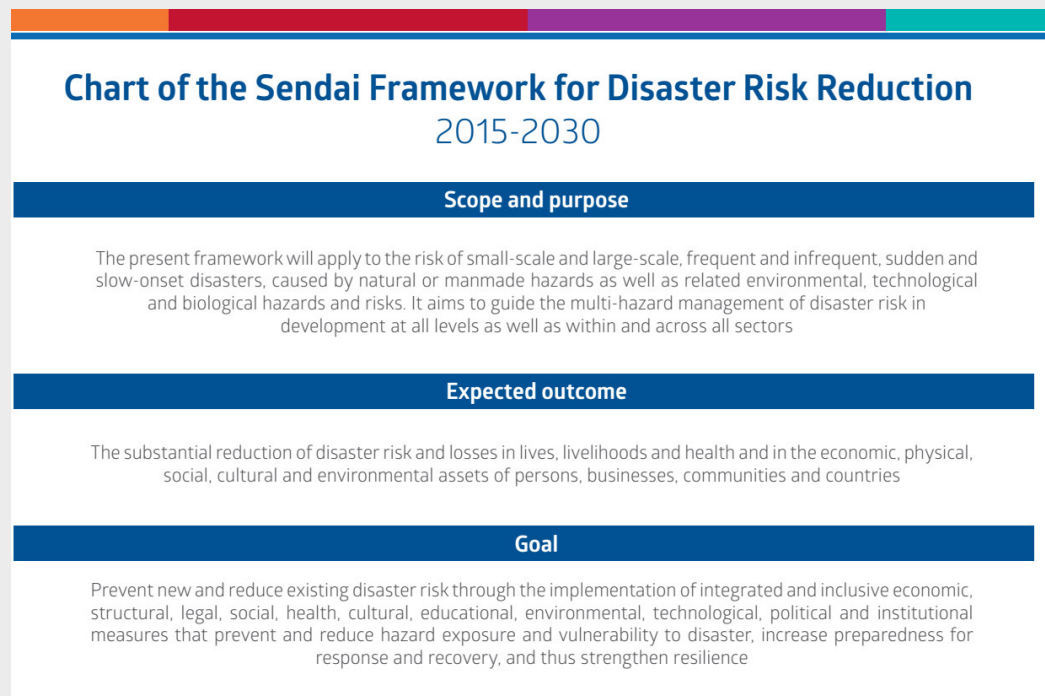 Chart of the Sendai Framework for Disaster Risk Reduction
2015-2030
Scope and purpose
The present framework will apply to the risk of small-scale and large-scale, frequent and infrequent, sudden and
slow-onset disasters, caused by natural or manmade hazards as well as related environmental, technological
and biological hazards and risks. It aims to guide the multi-hazard management of disaster risk in
development at all levels as well as within and across all sectors
Expected outcome
The substantial reduction of disaster risk and losses in lives, livelihoods and health and in the economic, physical,
social, cultural and environmental assets of persons, businesses, communities and countries
Goal
Prevent new and reduce existing disaster risk through the implementation of integrated and inclusive economic,
structural, legal, social, health, cultural, educational, environmental, technological, political and institutional
measures that prevent and reduce hazard exposure and vulnerability to disaster, increase preparedness for
response and recovery, and thus strengthen resilience